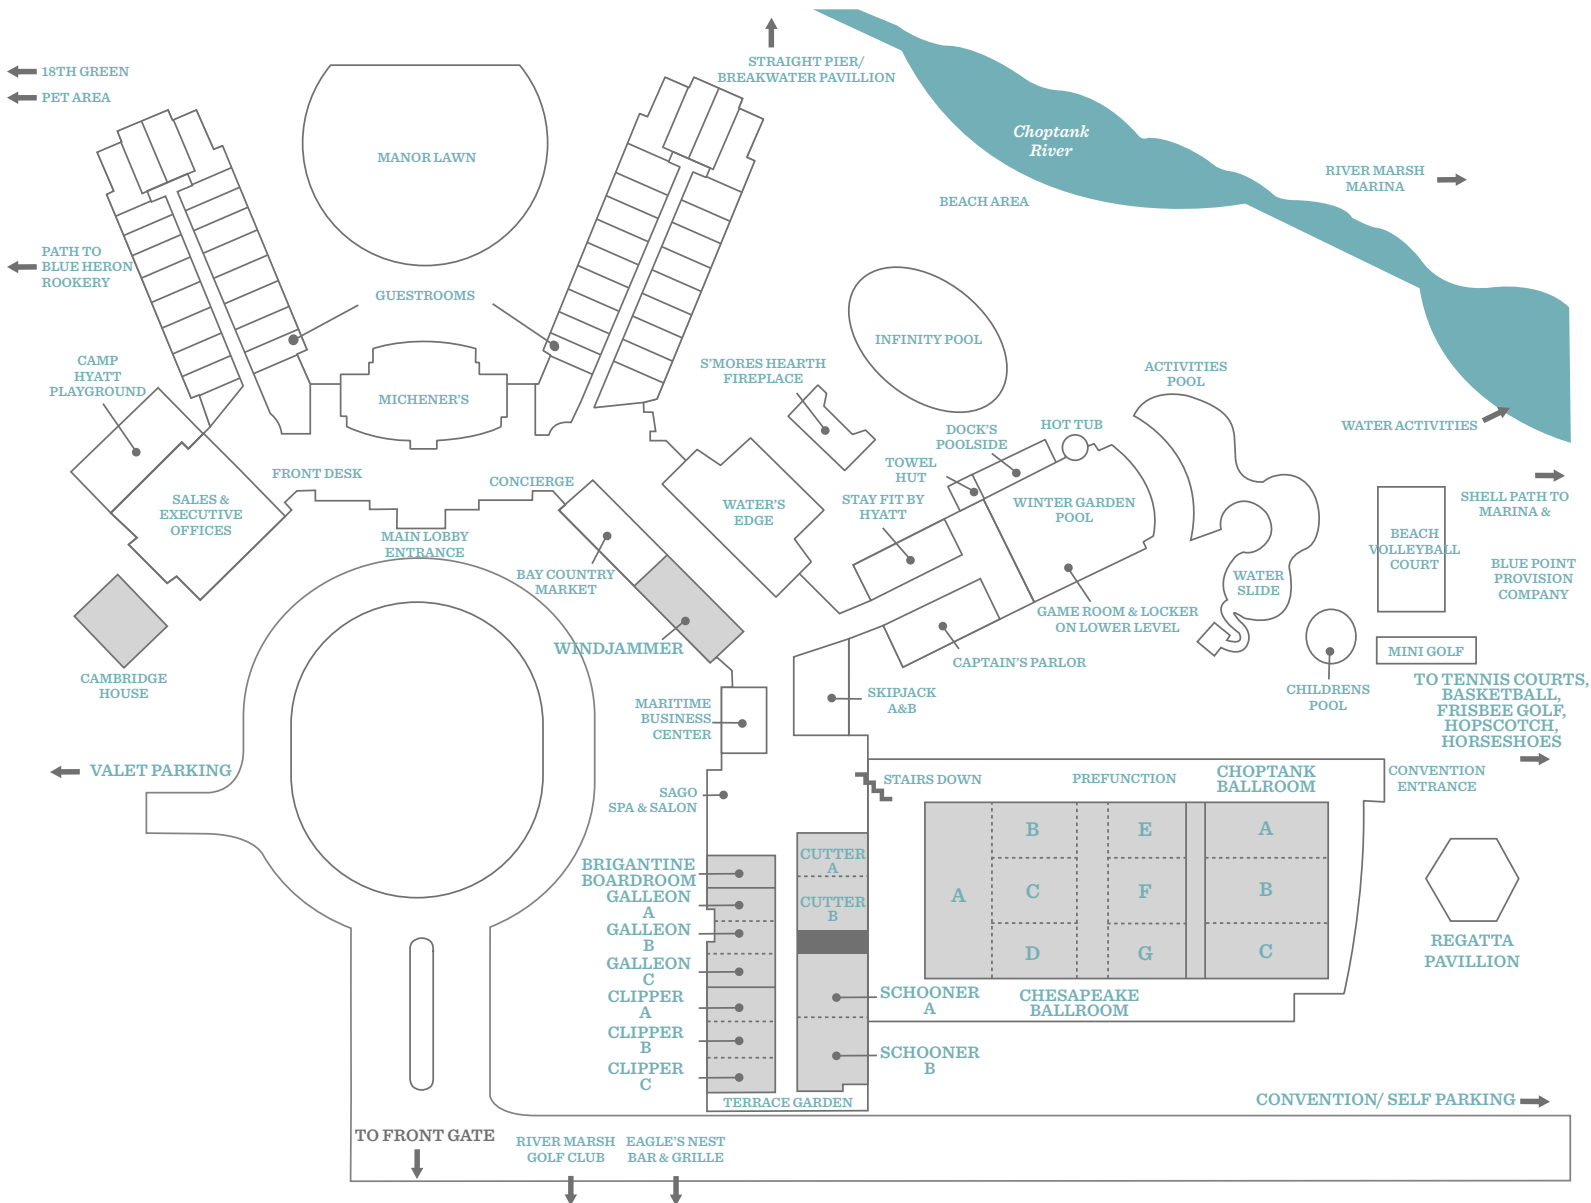 STRAIGHT PIER/
BREAKWATER PAVILLION
18TH GREEN
PET AREA
MANOR LAWN
Choptank
River
BEACH AREA
RIVER MARSH
MARINA
PATH TO
BLUE HERON
ROOKERY
GUESTROOMS
INFINITY POOL
CAMP
HYATT
PLAYGROUND
MICHENER'S
S'MORES HEARTH
FIREPLACE
ACTIVITIES
POOL
WATER ACTIVITIES
HOT TUB
DOCK'S
POOLSIDE
TOWEL
HUT
STAY FIT BY
HYATT
WINTER GARDEN
POOL
FRONT DESK
CONCIERGE
SALES &
EXECUTIVE
OFFICES
WATER'S
EDGE
MAIN LOBBY
ENTRANCE
SHELL PATH TO
MARINA &
BLUE POINT
PROVISION
COMPANY
BEACH
VOLLEYBALL
COURT
BAY COUNTRY
MARKET
WATER
SLIDE
GAME ROOM & LOCKER
ON LOWER LEVEL
WINDJAMMER
CAPTAIN'S PARLOR
MINI GOLF
CAMBRIDGE
HOUSE
CHILDRENS
POOL
TO TENNIS COURTS,
BASKETBALL,
FRISBEE GOLF,
HOPSCOTCH,
HORSESHOES
SKIPJACK
A&B
MARITIME
BUSINESS
CENTER
VALET PARKING
SAGO
SPA & SALON
STAIRS DOWN
PREFUNCTION
CHOPTANK
BALLROOM
CONVENTION
ENTRANCE
B
E
A
A
C
F
B
D
G
C
CHESAPEAKE
BALLROOM
CUTTER
A
CUTTER
B
BRIGANTINE
BOARDROOM
GALLEON
A
GALLEON
B
GALLEON
C
CLIPPER
A
CLIPPER
B
CLIPPER
C
SCHOONER
A
SCHOONER
B
REGATTA
PAVILLION
TERRACE GARDEN
CONVENTION/ SELF PARKING
TO FRONT GATE
RIVER MARSH
GOLF CLUB
EAGLE'S NEST
BAR & GRILLE